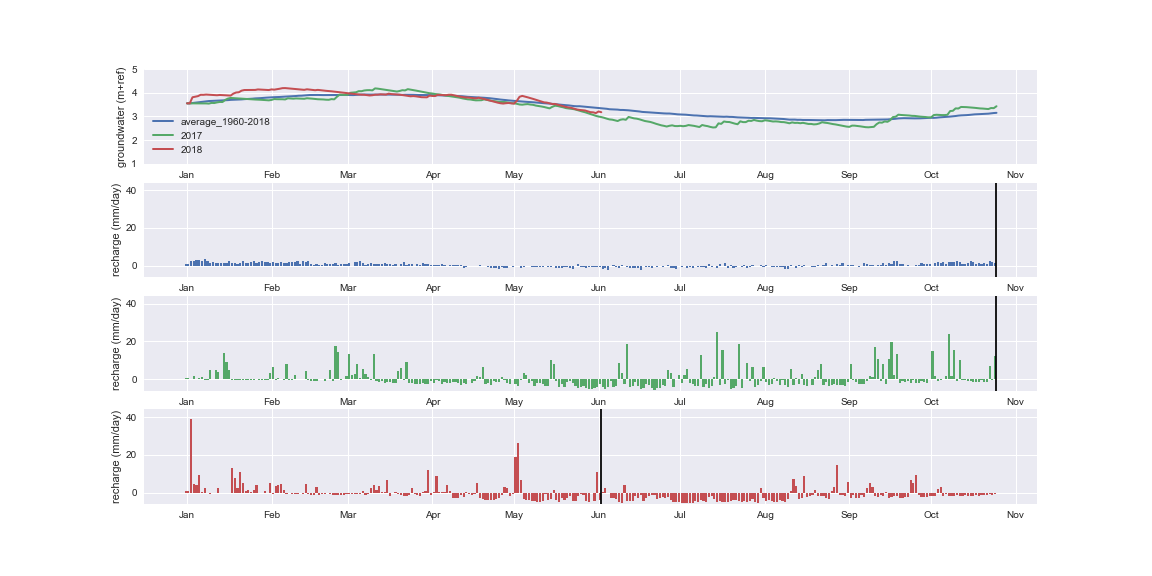 groundwater (m+ref)
5
4
3
2
1
average_1960-2018
2017
2018
Jan Feb Mar Apr May Jun Jul Aug Sep Oct Nov
recharge (mm/day)
40
20
0
Jan Feb Mar Apr May Jun Jul Aug Sep Oct Nov
recharge (mm/day)
40
20
0
Jan Feb Mar Apr May Jun Jul Aug Sep Oct Nov
recharge (mm/day)
40
20
0
Jan Feb Mar Apr May Jun Jul Aug Sep Oct Nov